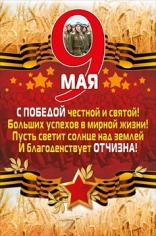 9
МАЯ
С ПОБЕДОЙ честной и святой!
Больших успехов в мирной жизни!
Пусть светит солнце над землей
И благоденствует ОТЧИЗНА!